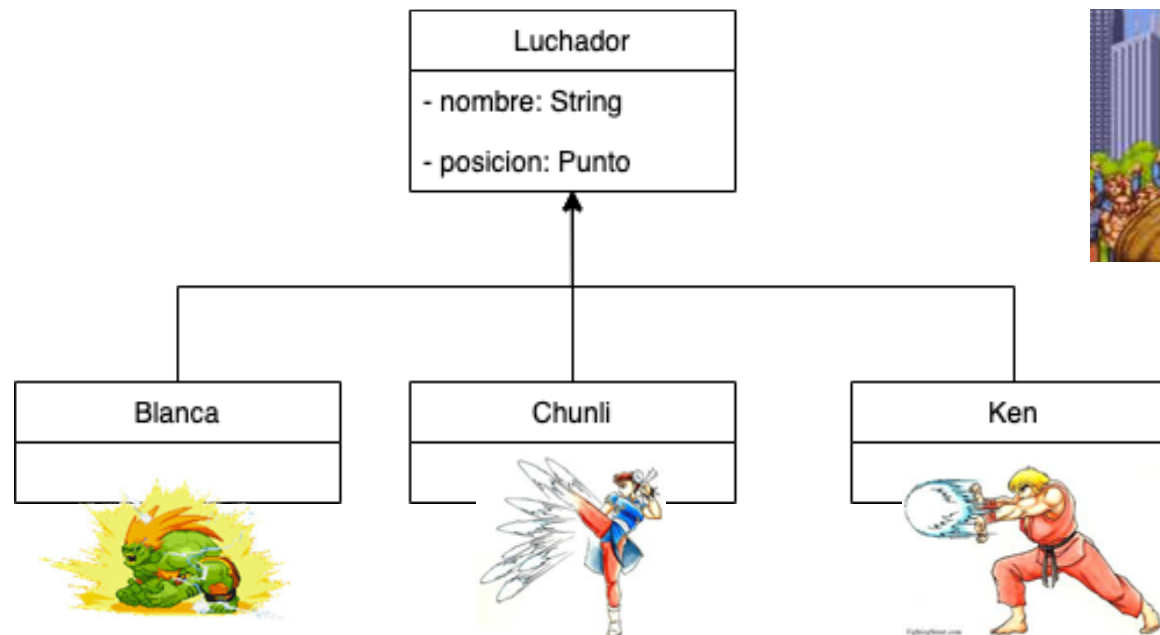 Luchador
- nombre: String
- posicion: Punto
Blanca
Chunli
Ken